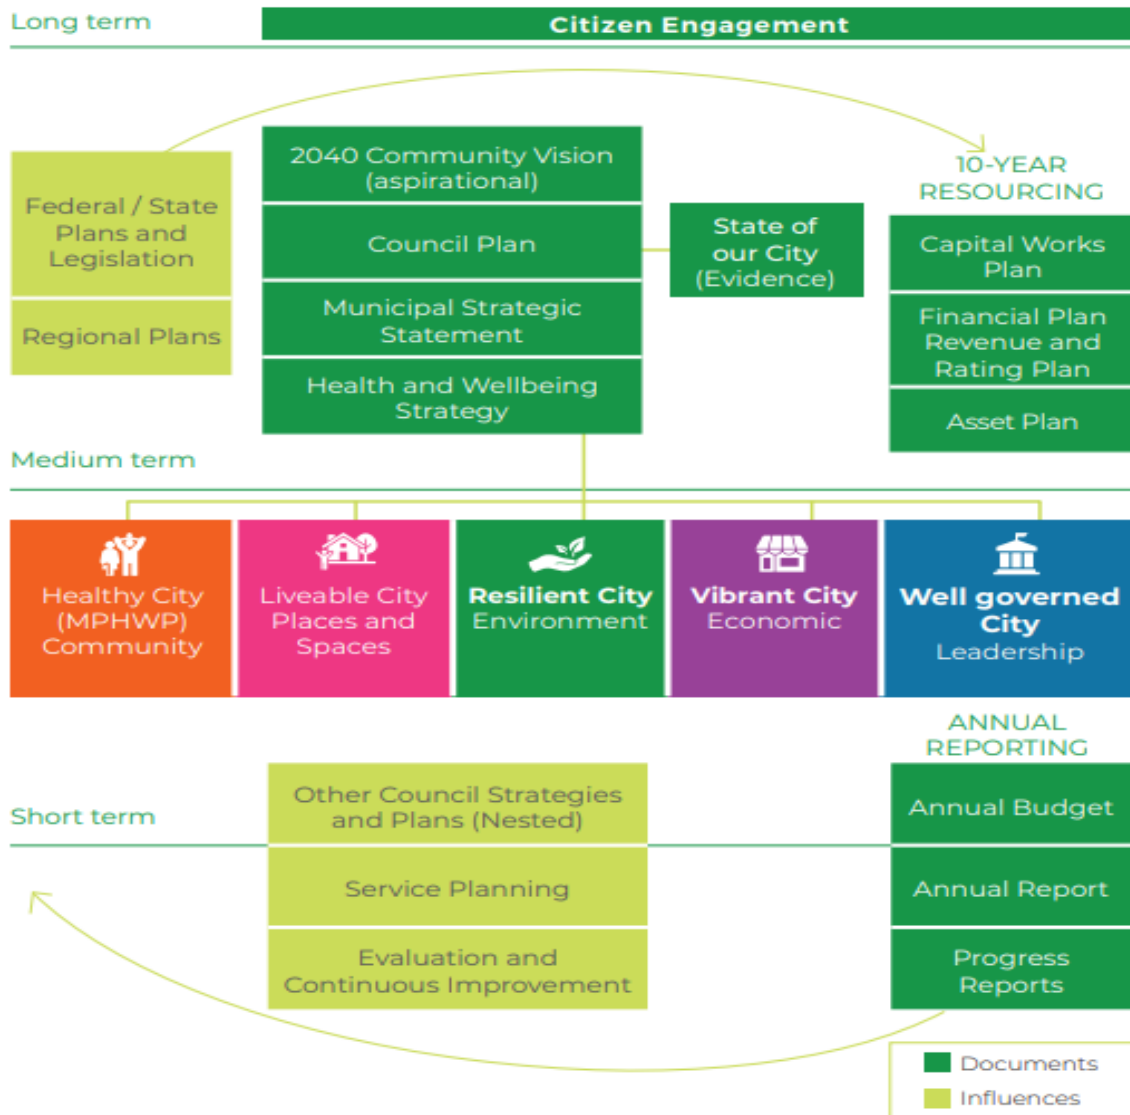 Long term
Citizen Engagement
Federal / State
Plans and
Legislation
Regional Plans
2040 Community Vision
(aspirational)
Council Plan
Municipal Strategic
Statement
Health and Wellbeing
Strategy
State of
our City
(Evidence)
10-YEAR
RESOURCING
Capital Works
Plan
Financial Plan
Revenue and
Rating Plan
Asset Plan
Medium term
Healthy City
(MPHWP)
Community
Liveable City
Places and
Spaces
Resilient City
Environment
Vibrant City
Economic
Well governed
City
Leadership
Short term
Other Council Strategies
and Plans (Nested)
Service Planning
Evaluation and
Continuous Improvement
ANNUAL
REPORTING
Annual Budget
Annual Report
Progress
Reports
Documents
Influences